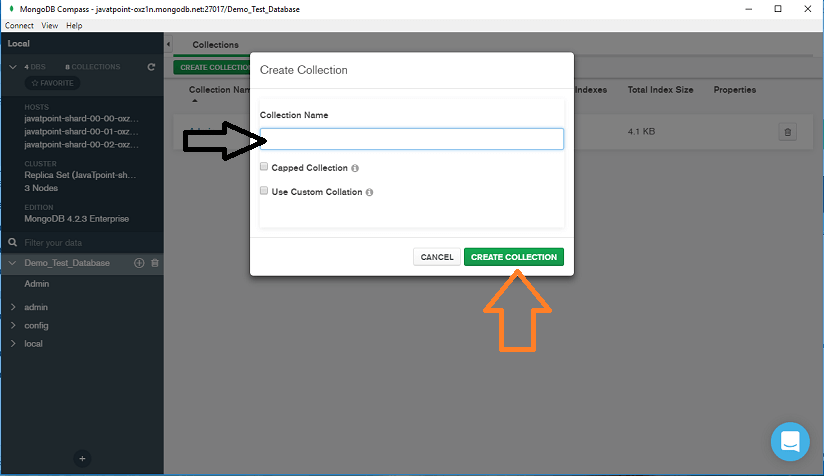 MongoDB Compass - javatpoint-oxz1n.mongodb.net:27017/Demo_Test_Database
Connect View Help
Local
4 DBS 8 COLLECTIONS
FAVORITE
HOSTS
javatpoint-shard-00-00-oxz...
javatpoint-shard-00-01-oxz...
javatpoint-shard-00-02-oxz...
CLUSTER
Replica Set (JavaTpoint-sh...
3 Nodes
EDITION
MongoDB 4.2.3 Enterprise
Filter your data
Demo_Test_Database
Admin
admin
config
local
Collections
CREATE COLLECTION
Collection Nam
Indexes
Total Index Size
Properties
4.1 KB
Create Collection
Collection Name
Capped Collection
Use Custom Collation
CANCEL
CREATE COLLECTION